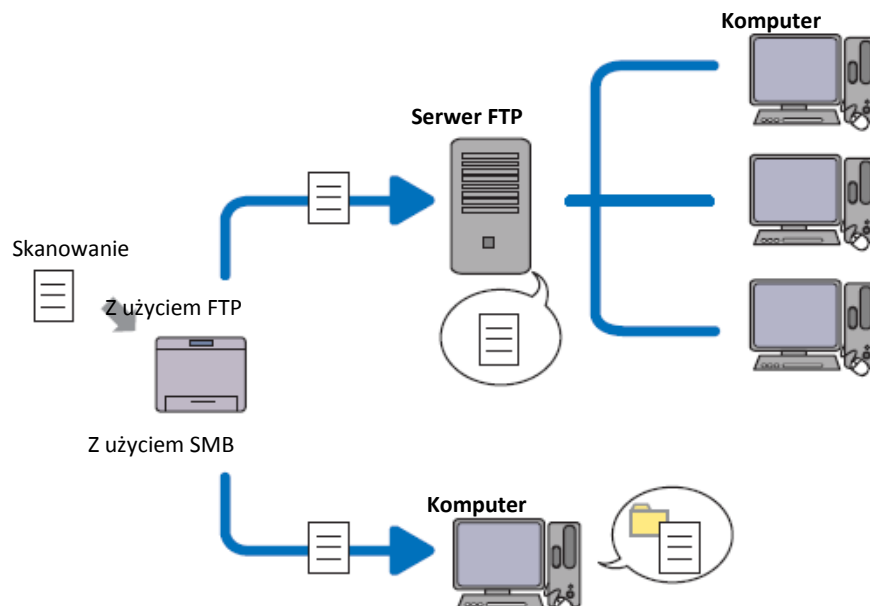 Komputer
Serwer FTP
Skanowanie
Z użyciem FTP
Z użyciem SMB
Komputer